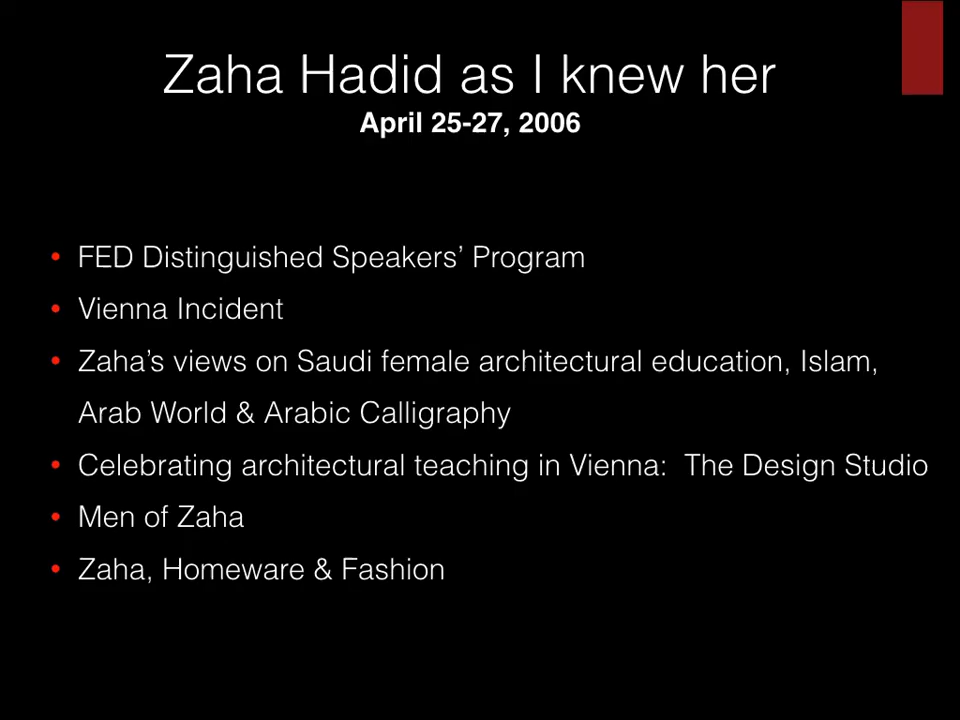 Zaha Hadid as I knew her
April 25-27, 2006
• FED Distinguished Speakers’ Program
• Vienna Incident
• Zaha’s views on Saudi female architectural education, Islam,
Arab World & Arabic Calligraphy
• Celebrating architectural teaching in Vienna:  The Design Studio
• Men of Zaha
• Zaha, Homeware & Fashion